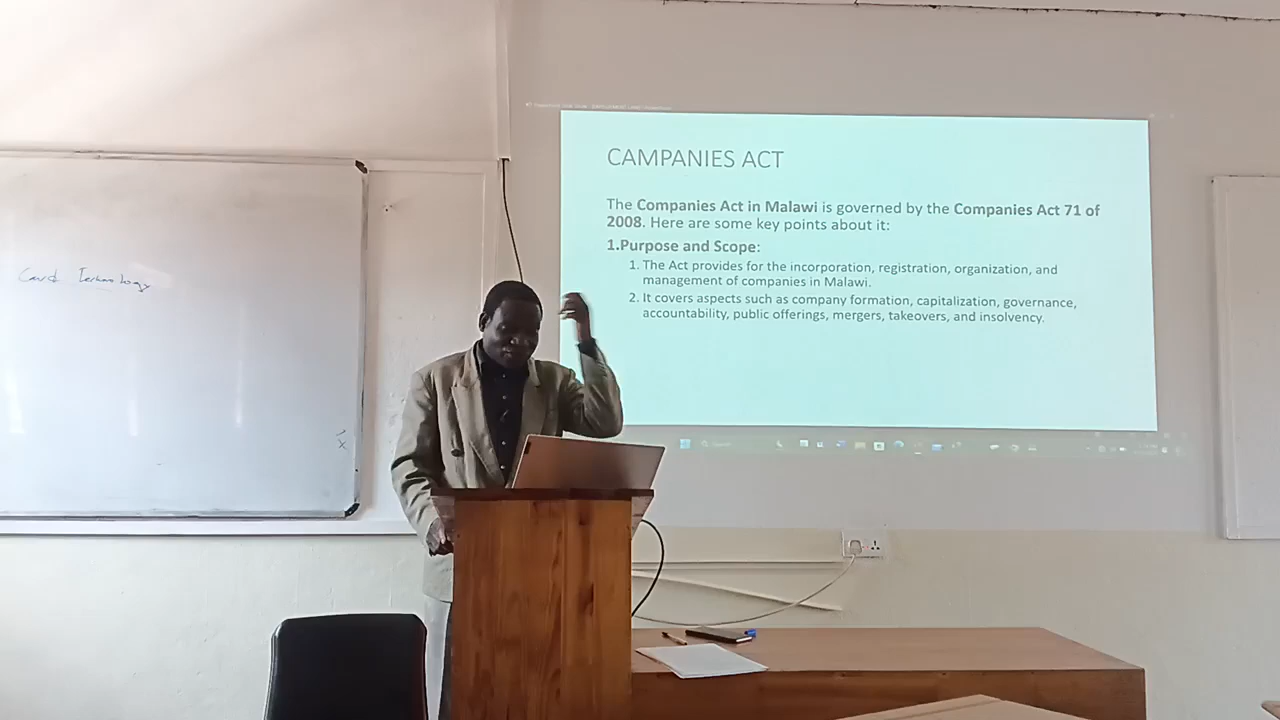 CAMPANIES ACT
The Companies Act in Malawi is governed by the Companies Act 71 of
2008. Here are some key points about it:
1.Purpose and Scope:
1. The Act provides for the incorporation, registration, organization, and
management of companies in Malawi.
2. It covers aspects such as company formation, capitalization, governance,
accountability, public offerings, mergers, takeovers, and insolvency.